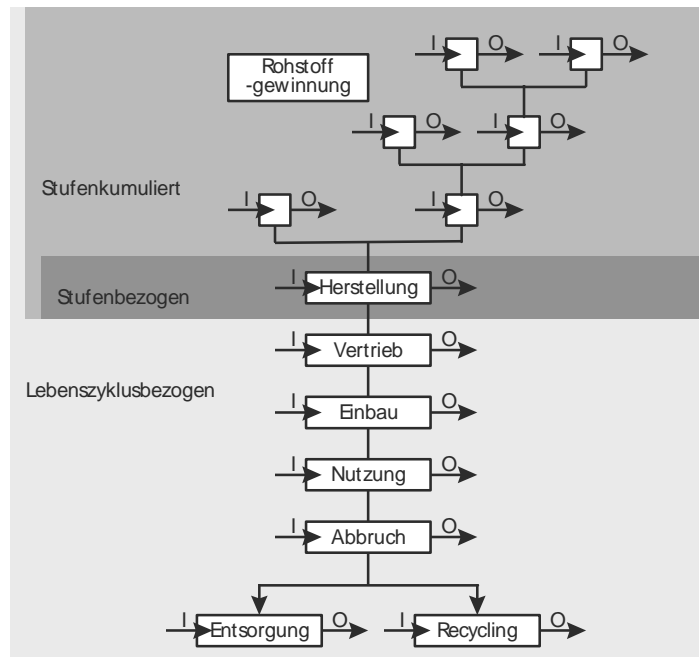 I O I O
Rohstoff
-gewinnung
I O I O
Stufenkumuliert
I O I O
Stufenbezogen
I Herstellung O
I Vertrieb O
Lebenszyklusbezogen
I Einbau O
I Nutzung O
I Abbruch O
I Entsorgung O I Recycling O